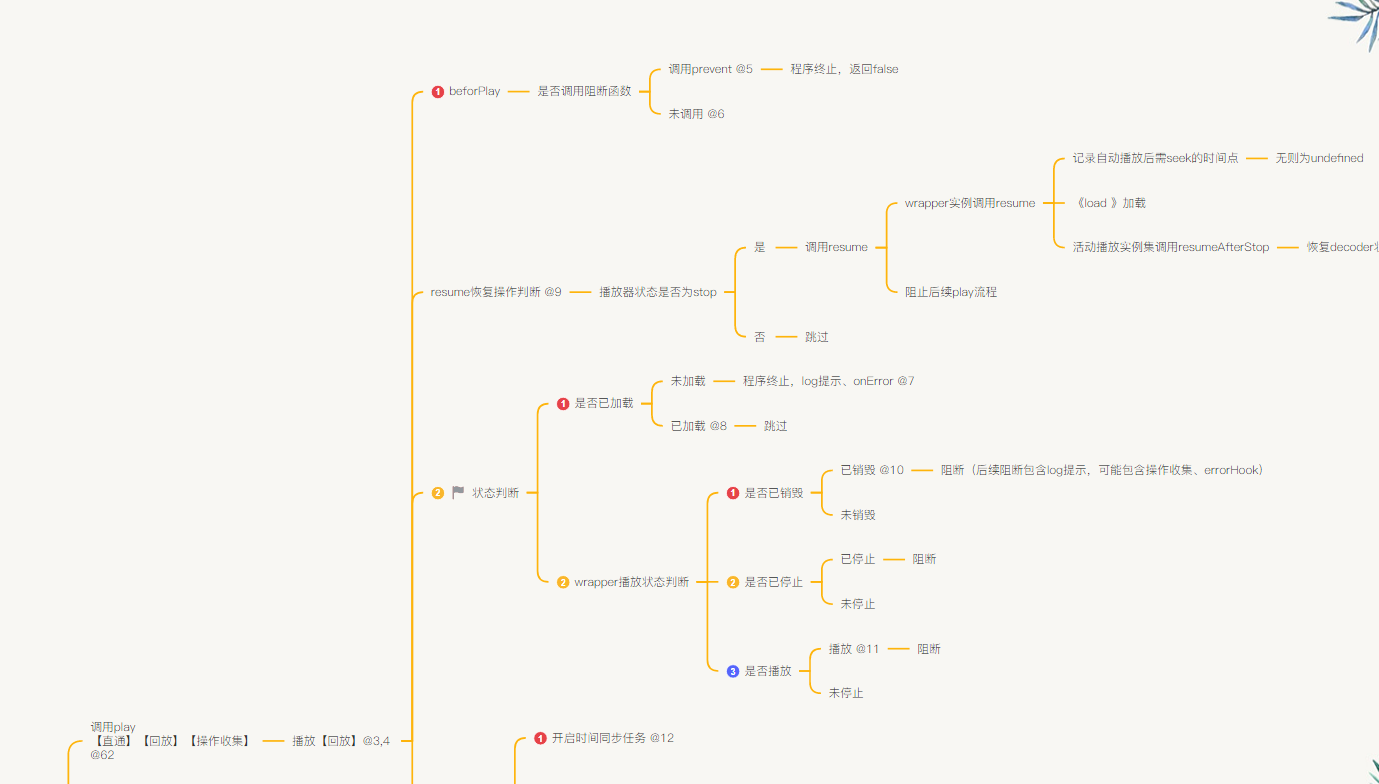 调用prevent @5
程序终止，返回false
1 beforPlay
是否调用阻断函数
未调用 @6
记录自动播放后需seek的时间点
无则为undefined
wrapper实例调用resume
《load 》加载
是
调用resume
活动播放实例集调用resumeAfterStop
恢复decoder
resume恢复操作判断 @9
播放器状态是否为stop
阻止后续play流程
否
跳过
未加载
程序终止，log提示、onError @7
1 是否已加载
已加载 @8
跳过
已销毁 @10
阻断（后续阻断包含log提示，可能包含操作收集、errorHook）
2 状态判断
1 是否已销毁
未销毁
已停止
阻断
2 wrapper播放状态判断
2 是否已停止
未停止
播放 @11
阻断
3 是否播放
未停止
调用play
【直通】【回放】【操作收集】
@62
播放【回放】@3,4
1 开启时间同步任务 @12